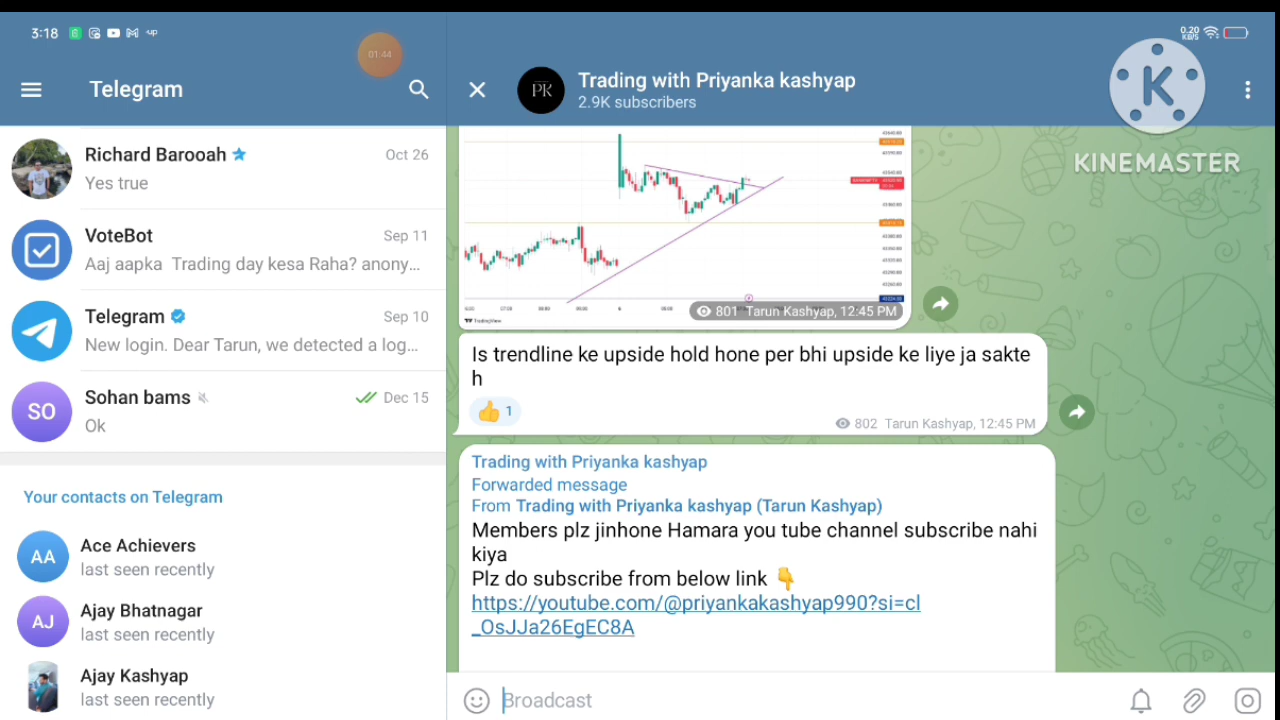 3:18
01:44
0.20
KB/S
Telegram
Trading with Priyanka kashyap
2.9K subscribers
KINEMASTER
Richard Barooah
Oct 26
Yes true
VoteBot
Sep 11
Aaj aapka Trading day kesa Raha? anony...
Telegram
Sep 10
New login. Dear Tarun, we detected a log...
SO
Sohan bams
Dec 15
Ok
Your contacts on Telegram
AA
Ace Achievers
last seen recently
AJ
Ajay Bhatnagar
last seen recently
Ajay Kashyap
last seen recently
PR
TradingView
801 Tarun Kashyap, 12:45 PM
Is trendline ke upside hold hone per bhi upside ke liye ja sakte
h
1
802 Tarun Kashyap, 12:45 PM
Trading with Priyanka kashyap
Forwarded message
From Trading with Priyanka kashyap (Tarun Kashyap)
Members plz jinhone Hamara you tube channel subscribe nahi
kiya
Plz do subscribe from below link 👇
https://youtube.com/@priyankakashyap990?si=cl
_OsJJa26EgEC8A
Broadcast